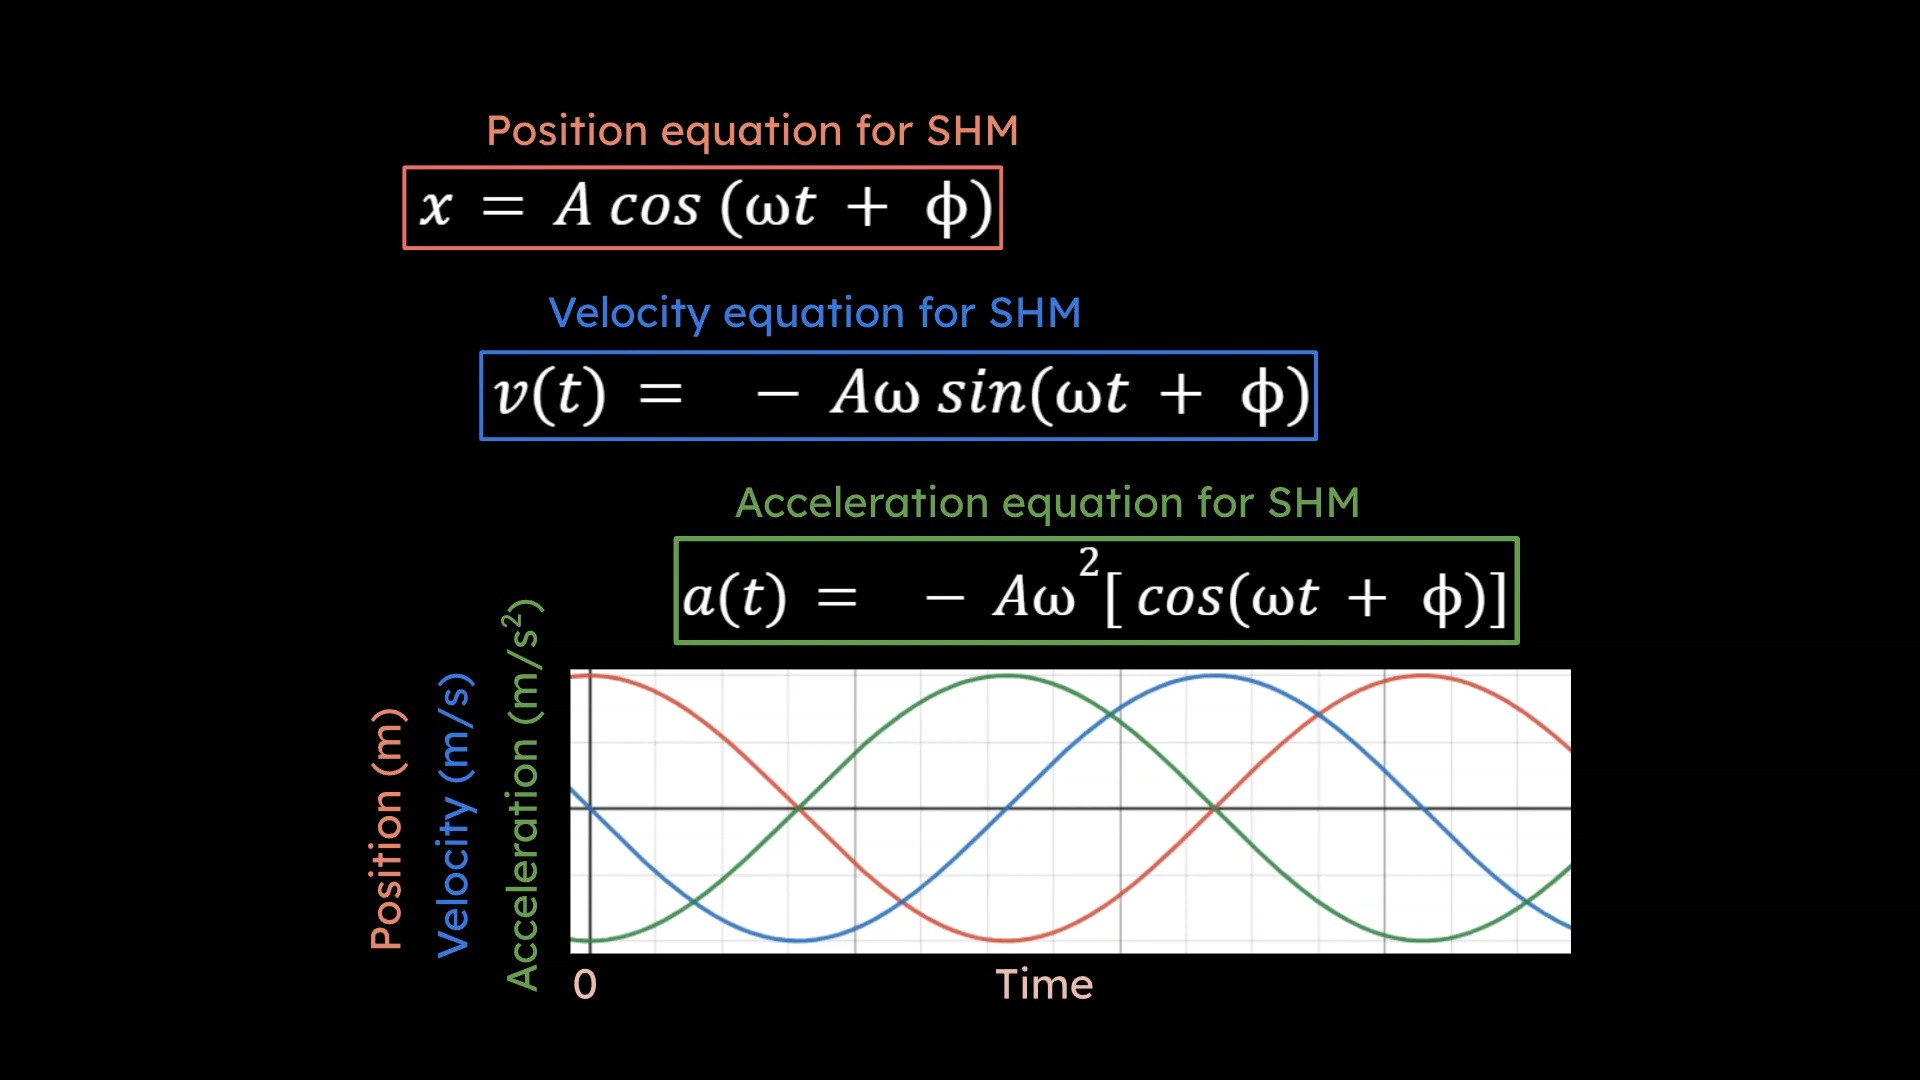 Position equation for SHM
x = A cos (ωt + ϕ)
Velocity equation for SHM
v(t) = − Aω sin(ωt + ϕ)
Acceleration equation for SHM
a(t) = − Aω²[ cos(ωt + ϕ)]
Position (m)
Velocity (m/s)
Acceleration (m/s²)
0
Time